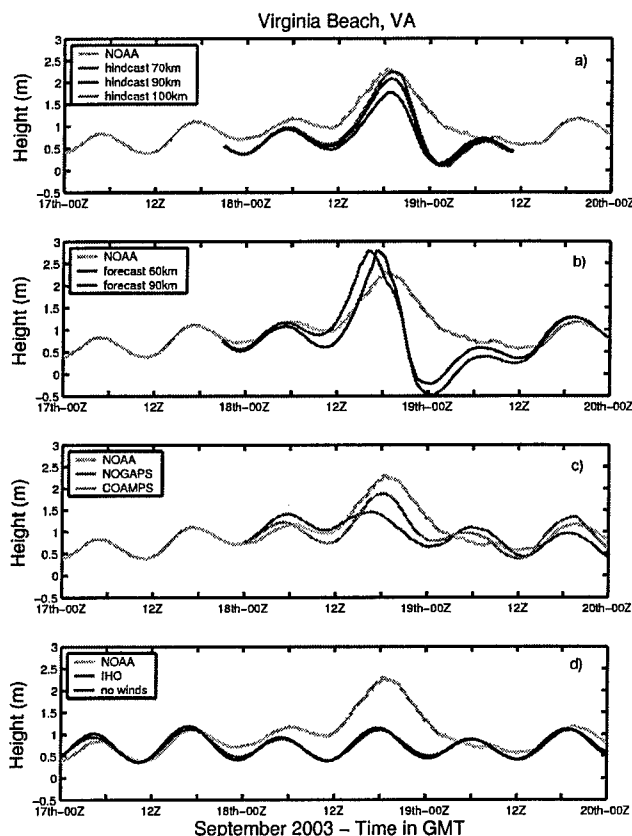 Virginia Beach, VA
a)
NOAA
hindcast 70km
hindcast 90km
hindcast 100km
Height (m)
3
2.5
2
1.5
1
0.5
0
−0.5
17th−00Z 12Z 18th−00Z 12Z 19th−00Z 12Z 20th−00Z
b)
NOAA
forecast 60km
forecast 90km
Height (m)
3
2.5
2
1.5
1
0.5
0
−0.5
17th−00Z 12Z 18th−00Z 12Z 19th−00Z 12Z 20th−00Z
c)
NOAA
NOGAPS
COAMPS
Height (m)
3
2.5
2
1.5
1
0.5
0
−0.5
17th−00Z 12Z 18th−00Z 12Z 19th−00Z 12Z 20th−00Z
d)
NOAA
IHO
no winds
Height (m)
3
2.5
2
1.5
1
0.5
0
−0.5
17th−00Z 12Z 18th−00Z 12Z 19th−00Z 12Z 20th−00Z
September 2003 − Time in GMT